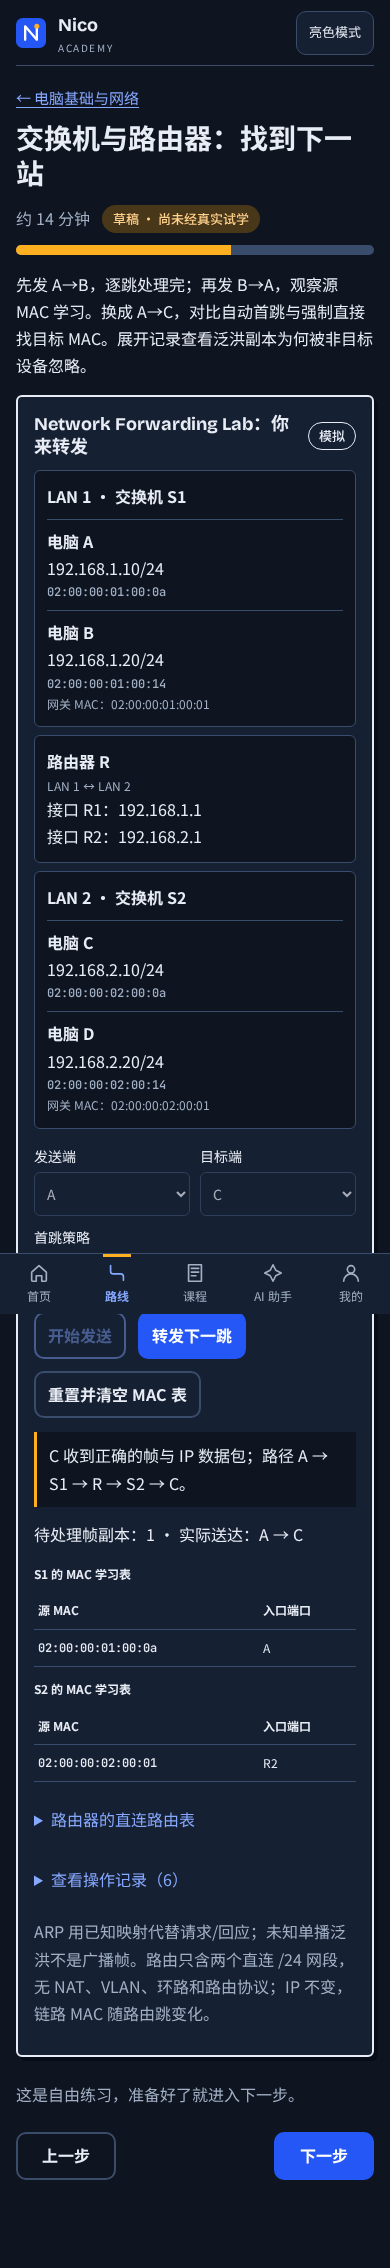 Nico
ACADEMY
亮色模式
← 电脑基础与网络
交换机与路由器：找到下一
站
约 14 分钟
草稿 · 尚未经真实试学
先发 A→B，逐跳处理完；再发 B→A，观察源
MAC 学习。换成 A→C，对比自动首跳与强制直接
找目标 MAC。展开记录查看泛洪副本为何被非目标
设备忽略。
Network Forwarding Lab：你
来转发
模拟
LAN 1 · 交换机 S1
电脑 A
192.168.1.10/24
02:00:00:01:00:0a
电脑 B
192.168.1.20/24
02:00:00:01:00:14
网关 MAC：02:00:00:01:00:01
路由器 R
LAN 1 ↔ LAN 2
接口 R1：192.168.1.1
接口 R2：192.168.2.1
LAN 2 · 交换机 S2
电脑 C
192.168.2.10/24
02:00:00:02:00:0a
电脑 D
192.168.2.20/24
02:00:00:02:00:14
网关 MAC：02:00:00:02:00:01
发送端
目标端
A
C
首跳策略
首页
路线
课程
AI 助手
我的
开始发送
转发下一跳
重置并清空 MAC 表
C 收到正确的帧与 IP 数据包；路径 A →
S1 → R → S2 → C。
待处理帧副本：1 · 实际送达：A → C
S1 的 MAC 学习表
源 MAC
入口端口
02:00:00:01:00:0a
A
S2 的 MAC 学习表
源 MAC
入口端口
02:00:00:02:00:01
R2
▶ 路由器的直连路由表
▶ 查看操作记录（6）
ARP 用已知映射代替请求/回应；未知单播泛
洪不是广播帧。路由只含两个直连 /24 网段，
无 NAT、VLAN、环路和路由协议；IP 不变，
链路 MAC 随路由跳变化。
这是自由练习，准备好了就进入下一步。
上一步
下一步